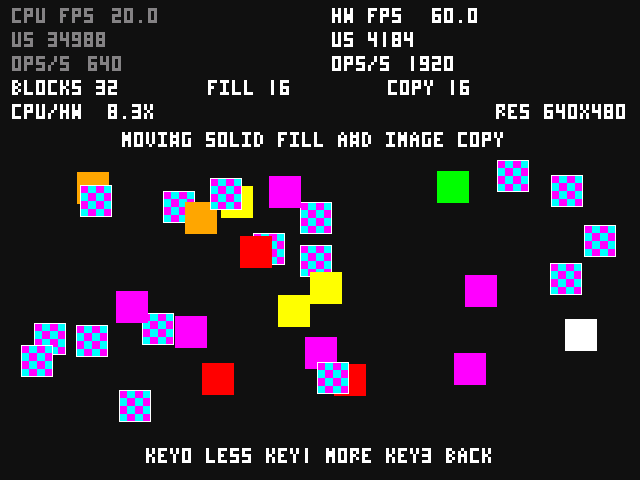 CPU FPS 20.0 HW FPS 60.0
US 34988 US 4184
OPS/S 640 OPS/S 1920
BLOCKS 32 FILL 16 COPY 16
CPU/HW 8.3X RES 640X480
MOVING SOLID FILL AND IMAGE COPY
KEY0 LESS KEY1 MORE KEY3 BACK